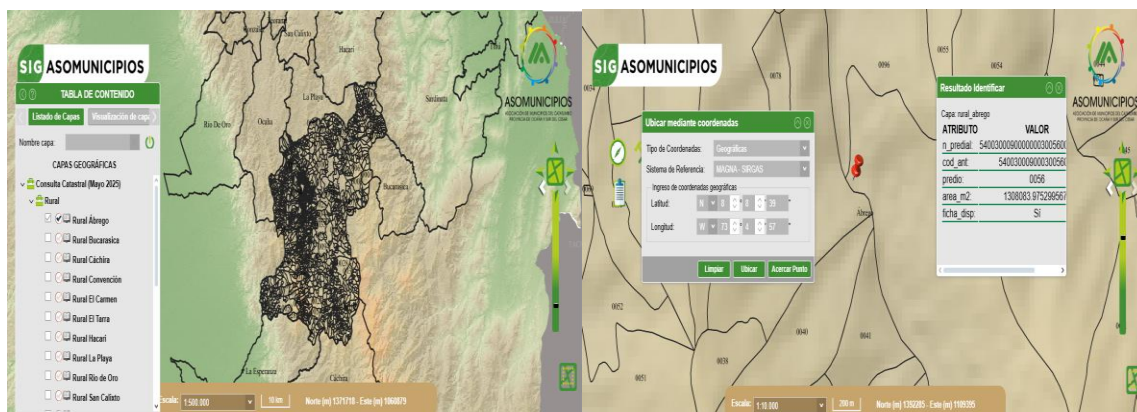 SIG ASOMUNICIPIOS
TABLA DE CONTENIDO
Listado de Capas
Visualización de capa
Nombre capa:
CAPAS GEOGRÁFICAS
Consulta Catastral (Mayo 2025)
Rural
Rural Ábrego
Rural Bucarasica
Rural Cáchira
Rural Convención
Rural El Carmen
Rural El Tarra
Rural Hacarí
Rural La Playa
Rural Río de Oro
Rural San Calixto
González
San Calixto
Hacarí
La Playa
Río De Oro
Ocaña
Sardinata
Bucarasica
La Esperanza
Cáchira
ASOMUNICIPIOS
Escala:
1:500.000
10 km
Norte (m) 1371718 - Este (m) 1060879
SIG ASOMUNICIPIOS
0055
0054
0096
0078
0034
Ubicar mediante coordenadas
Tipo de Coordenadas:
Geográficas
Sistema de Referencia:
MAGNA - SIRGAS
Ingreso de coordenadas geográficas
Latitud:
N
8
0
39
Longitud:
W
73
4
57
Limpiar
Ubicar
Acercar Punto
Ábrego
Resultado Identificar
Capa: rural_abrego
ATRIBUTO
VALOR
n_predial:
cod_ant:
predio:
0056
area_m2:
1308083.975299567
ficha_disp:
Sí
ASOMUNICIPIOS
0052
0040
0041
0038
0051
Escala:
1:10.000
200 m
Norte (m) 1352285 - Este (m) 1109395